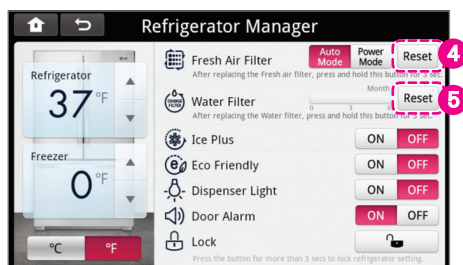 Refrigerator Manager
Refrigerator
37 °F
Freezer
0 °F
°C °F
Fresh Air Filter Auto Mode Power Mode Reset 4
After replacing the Fresh air filter, press and hold this button for 3 sec.
Month
CHANGE FILTER Water Filter Reset 5
0 3
After replacing the Water filter, press and hold this button for 3 sec.
Ice Plus ON OFF
Eco Friendly ON OFF
Dispenser Light ON OFF
Door Alarm ON OFF
Lock
Press the button for more than 3 secs to lock refrigerator setting.